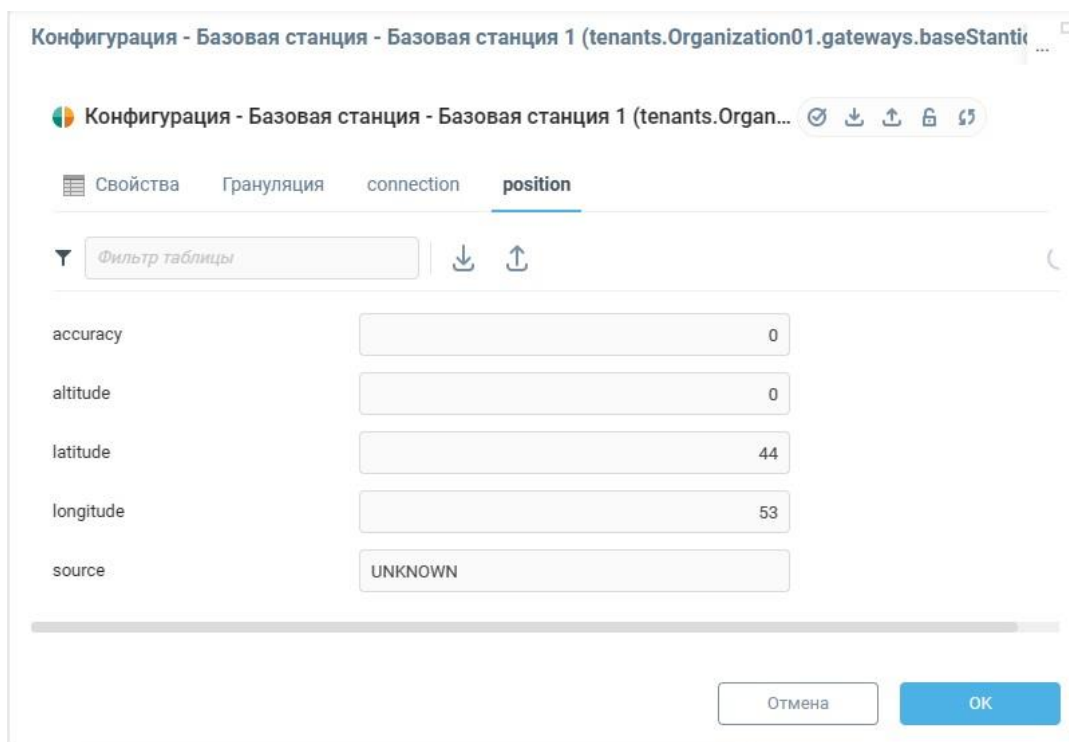 Конфигурация - Базовая станция - Базовая станция 1 (tenants.Organization01.gateways.baseStantic ...
Конфигурация - Базовая станция - Базовая станция 1 (tenants.Organ...
Свойства Грануляция connection position
Фильтр таблицы
accuracy 0
altitude 0
latitude 44
longitude 53
source UNKNOWN
Отмена OK